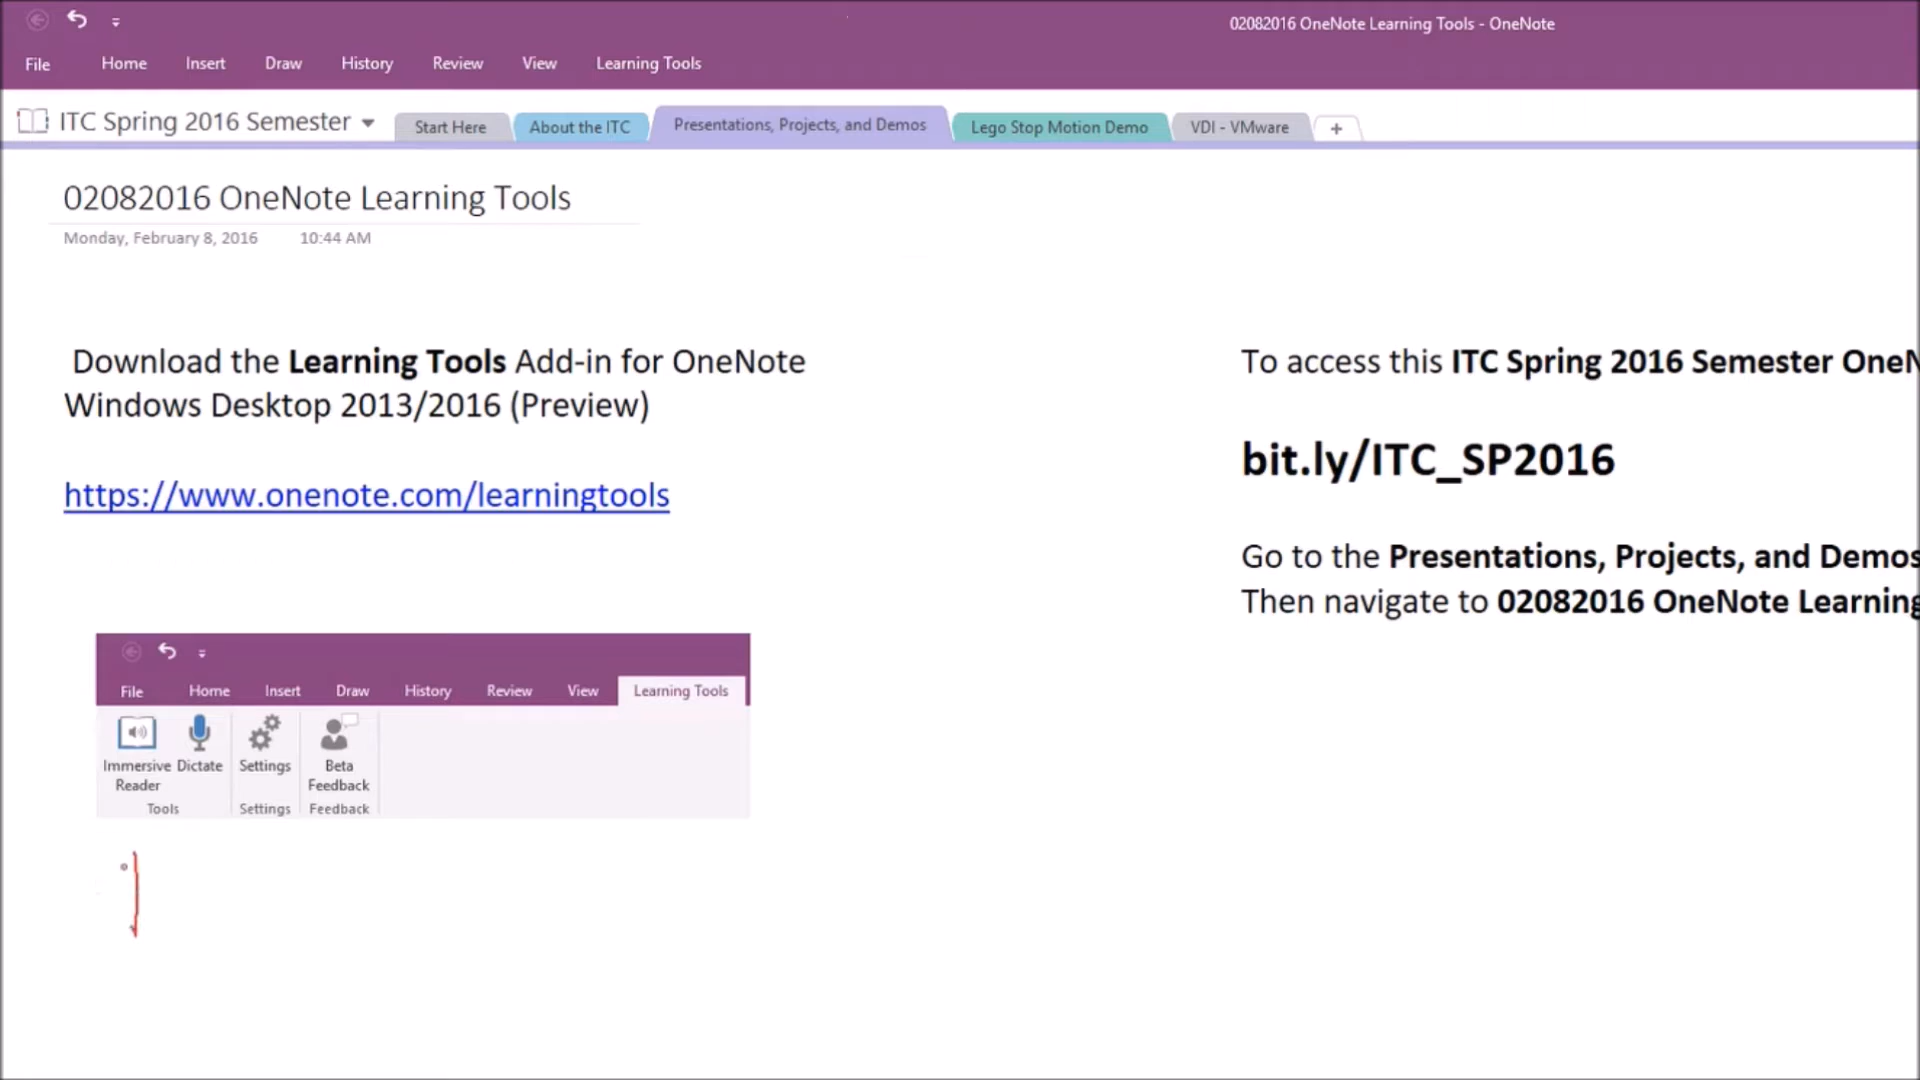 02082016 OneNote Learning Tools - OneNote
File Home Insert Draw History Review View Learning Tools
ITC Spring 2016 Semester Start Here About the ITC Presentations, Projects, and Demos Lego Stop Motion Demo VDI - VMware +
02082016 OneNote Learning Tools
Monday, February 8, 2016 10:44 AM
Download the Learning Tools Add-in for OneNote
Windows Desktop 2013/2016 (Preview)
https://www.onenote.com/learningtools
To access this ITC Spring 2016 Semester OneN
bit.ly/ITC_SP2016
Go to the Presentations, Projects, and Demos
Then navigate to 02082016 OneNote Learning
File Home Insert Draw History Review View Learning Tools
Immersive Dictate Settings Beta
Reader Feedback
Tools Settings Feedback